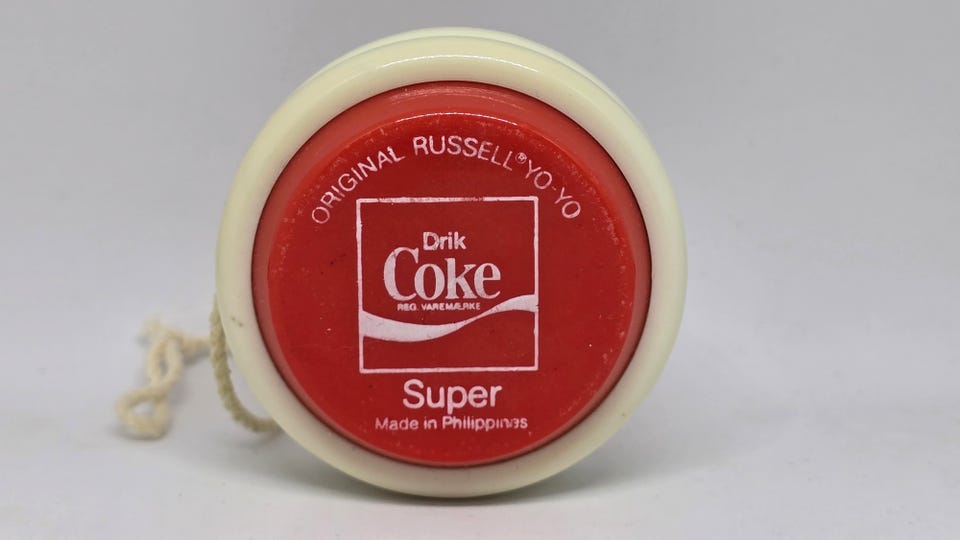 ORIGINAL RUSSELL® YO-YO
Drik
Coke
REG. VAREMÆRKE
Super
Made in Philippines